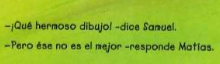 –¡Qué hermoso dibujo! –dice Samuel.
–Pero ése no es el mejor –responde Matías.